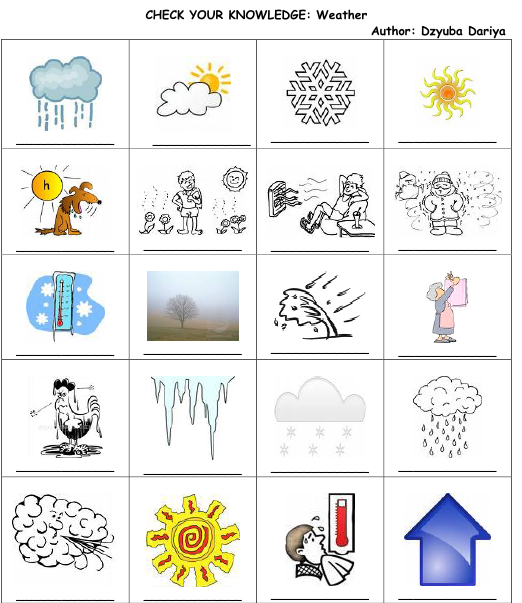 CHECK YOUR KNOWLEDGE: Weather
Author: Dzyuba Dariya
h